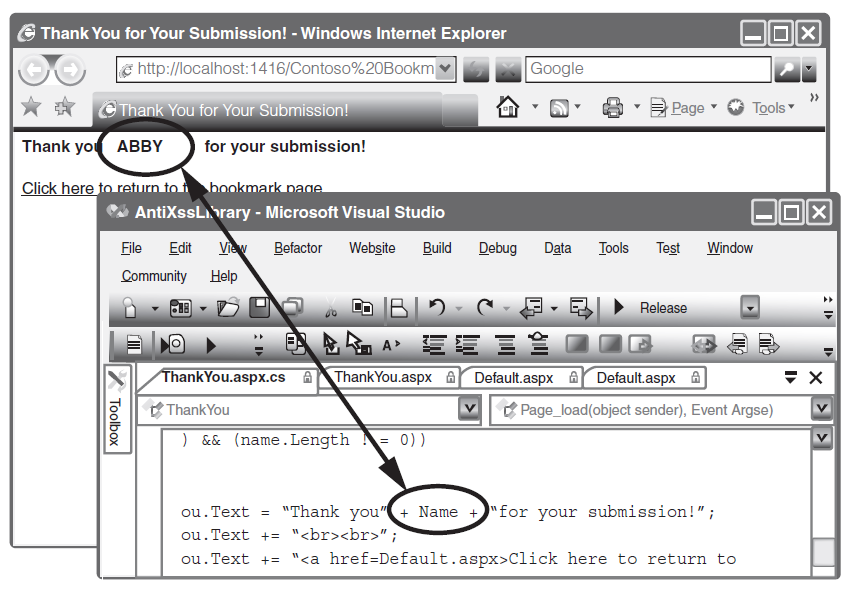 Thank You for Your Submission! - Windows Internet Explorer
http://localhost:1416/Contoso%20Bookm
Google
Thank You for Your Submission!
Page
Tools
»
Thank you ABBY for your submission!
Click here to return to the bookmark page
AntiXssLibrary - Microsoft Visual Studio
File Edit View Befactor Website Build Debug Data Tools Test Window
Community Help
Release
ThankYou.aspx.cs ThankYou.aspx Default.aspx Default.aspx
Toolbox
ThankYou
Page_load(object sender), Event Argse)
) && (name.Length ! = 0))
ou.Text = “Thank you” + Name + “for your submission!”;
ou.Text += “<br><br>”;
ou.Text += “<a href=Default.aspx>Click here to return to